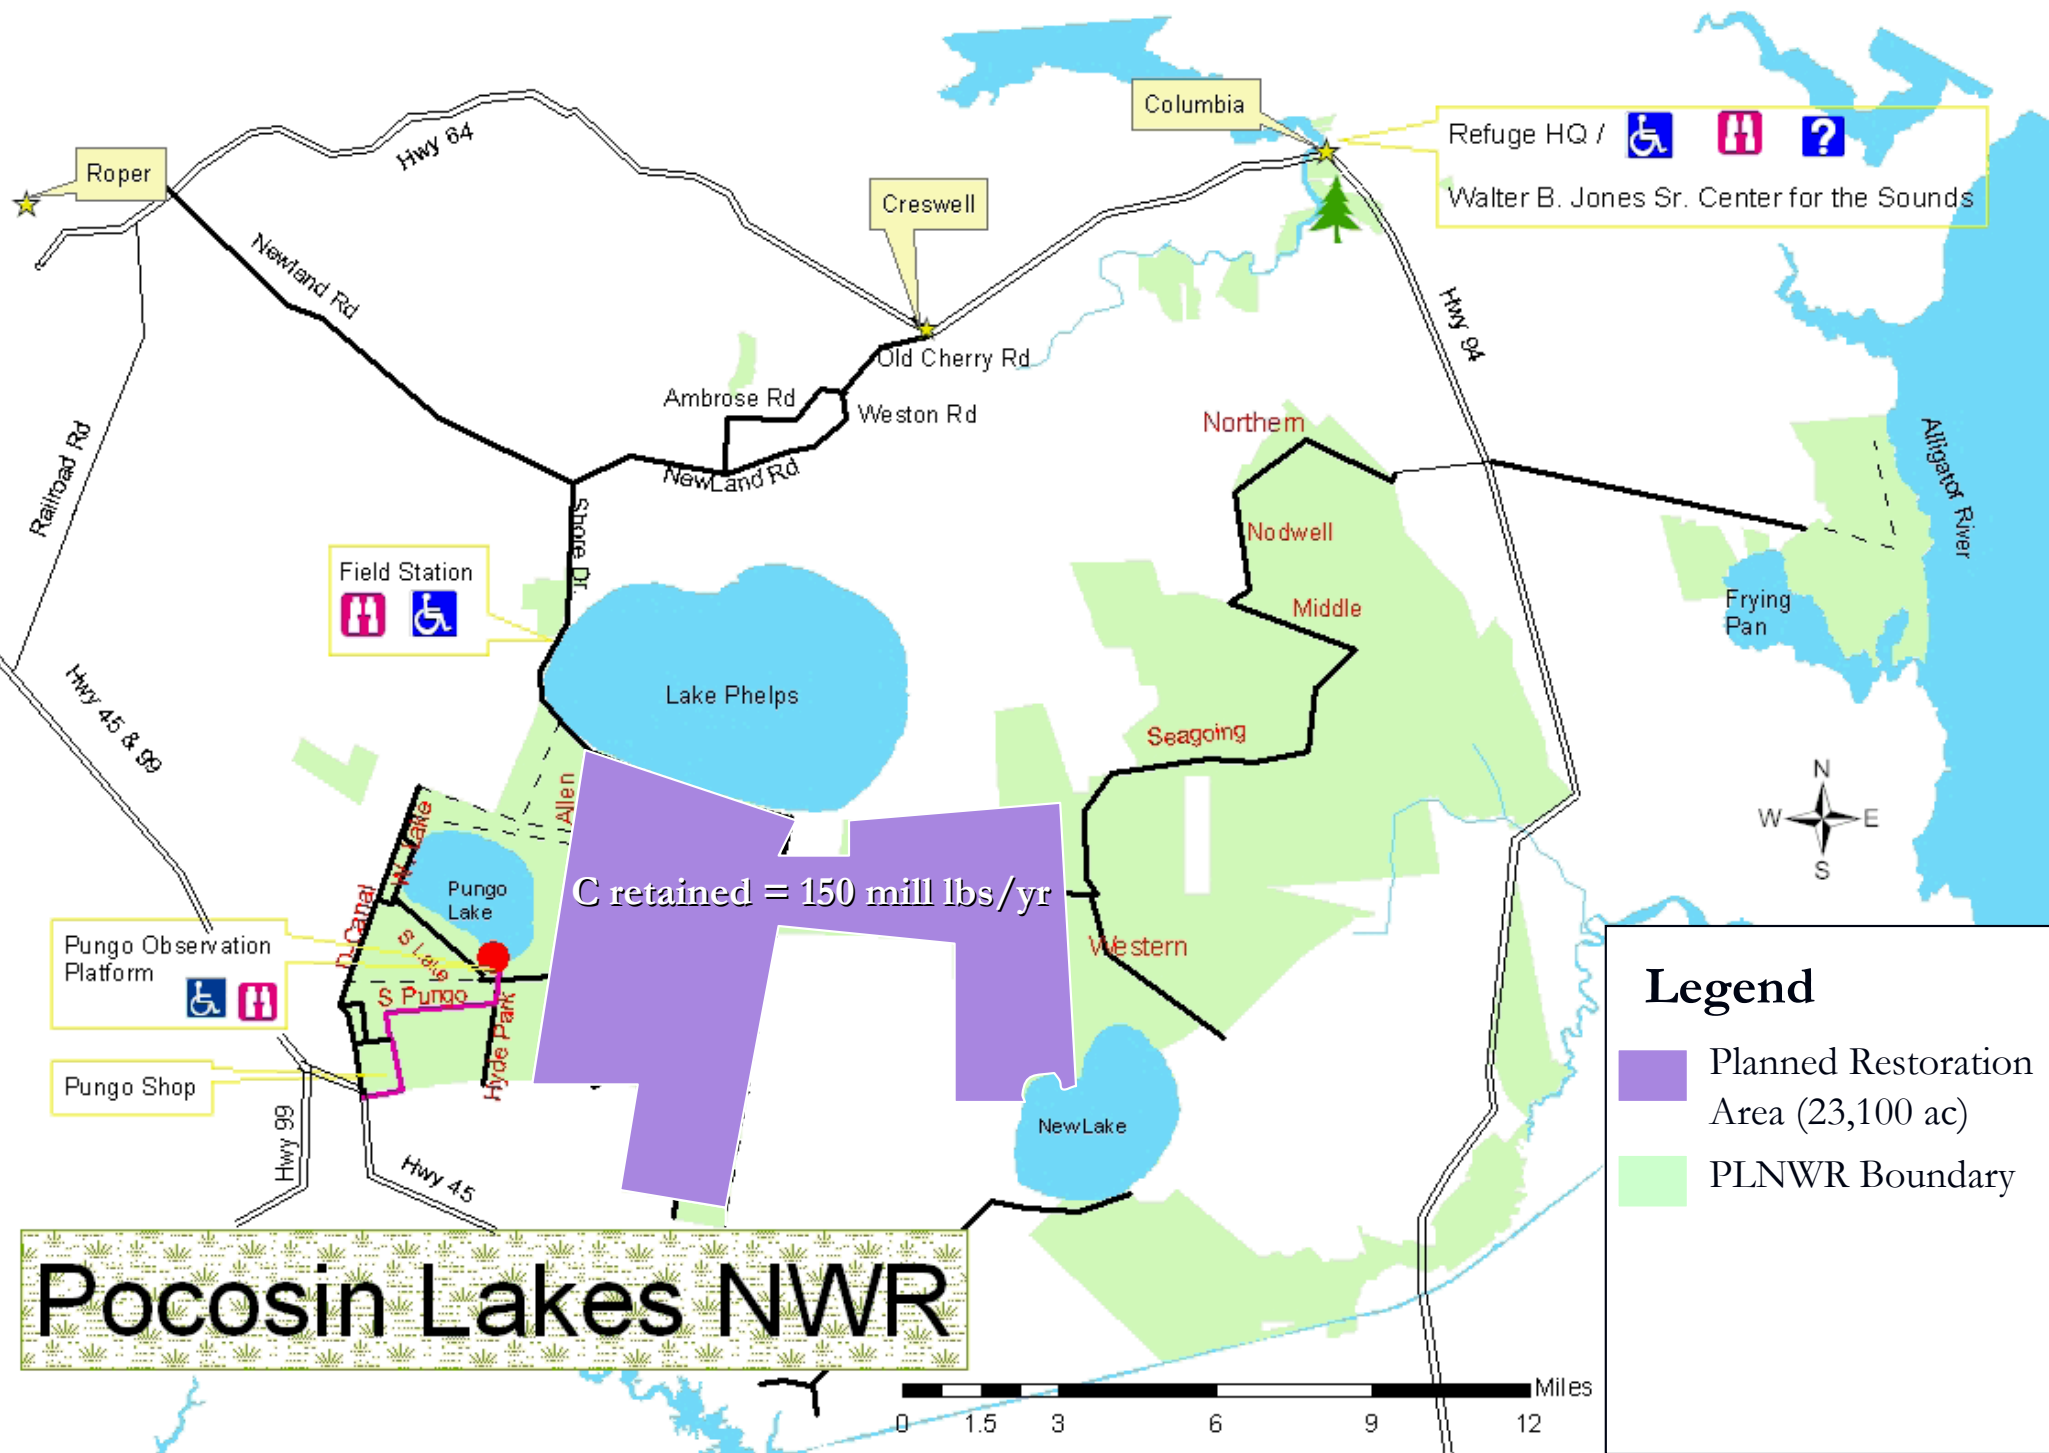 Columbia
Refuge HQ /
?
Walter B. Jones Sr. Center for the Sounds
Roper
Hwy 64
Creswell
Newland Rd
Old Cherry Rd
Hwy 94
Ambrose Rd
Weston Rd
Northern
NewLand Rd
Railroad Rd
Alligator River
Shore Dr.
Nodwell
Field Station
Middle
Frying
Pan
Lake Phelps
Hwy 45 & 99
Seagoing
Allen
N
W
E
S
W. Lake
Pungo
Lake
C retained = 150 mill lbs/yr
D-Canal
Pungo Observation
Platform
S Lake
Western
S Pungo
Hyde Park
Pungo Shop
Hwy 99
Hwy 45
NewLake
Legend
Planned Restoration
Area (23,100 ac)
PLNWR Boundary
Pocosin Lakes NWR
Miles
0 1.5 3 6 9 12